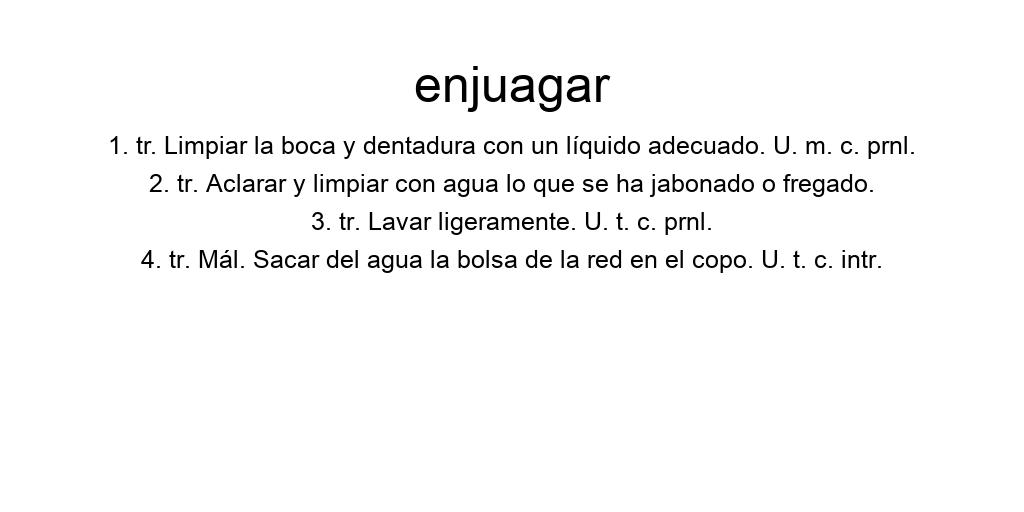 enjuagar
1. tr. Limpiar la boca y dentadura con un líquido adecuado. U. m. c. prnl.
2. tr. Aclarar y limpiar con agua lo que se ha jabonado o fregado.
3. tr. Lavar ligeramente. U. t. c. prnl.
4. tr. Mál. Sacar del agua la bolsa de la red en el copo. U. t. c. intr.